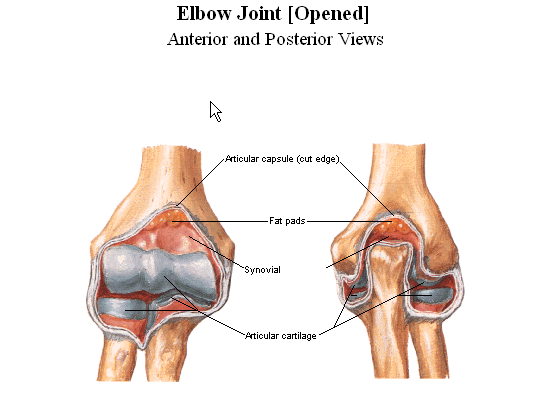 Elbow Joint [Opened]
Anterior and Posterior Views
Articular capsule (cut edge)
Fat pads
Synovial
Articular cartilage